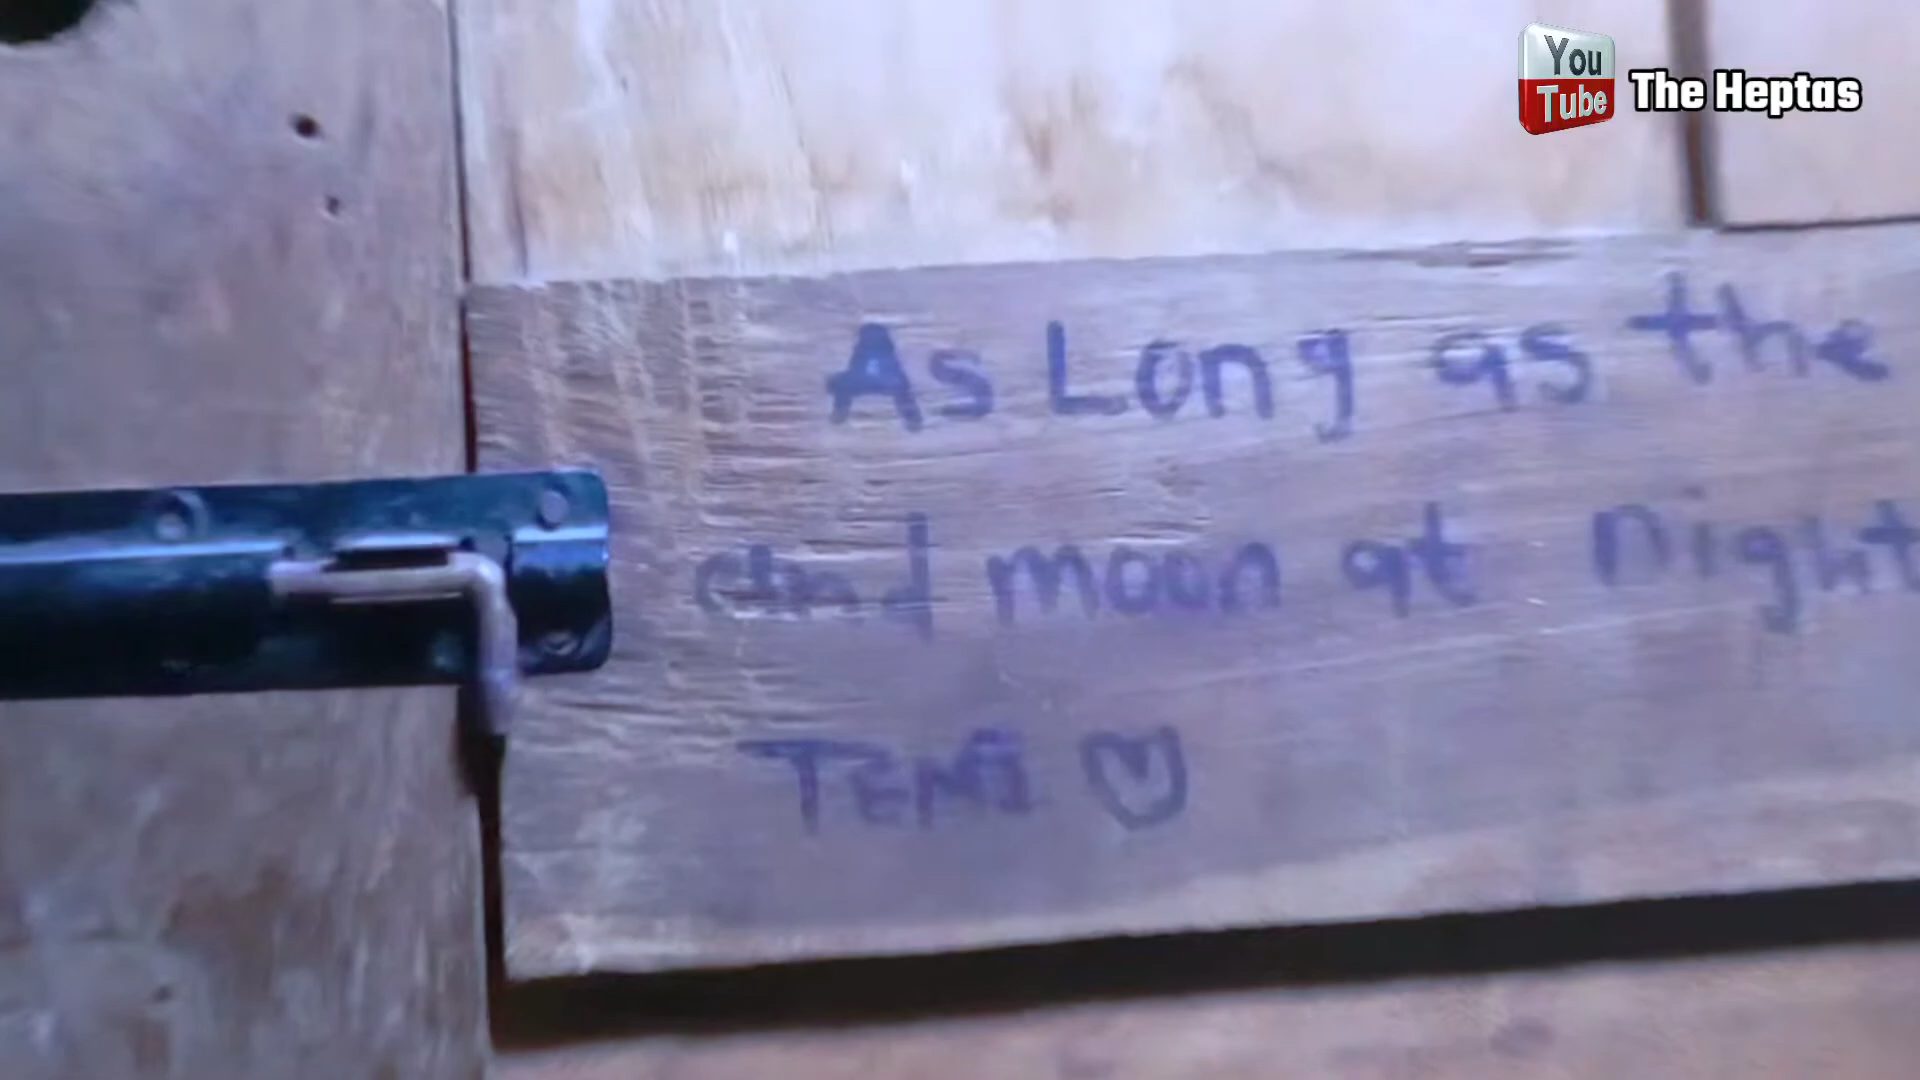 You
Tube
The Heptas
As Long as the
and moon at night
TEMI